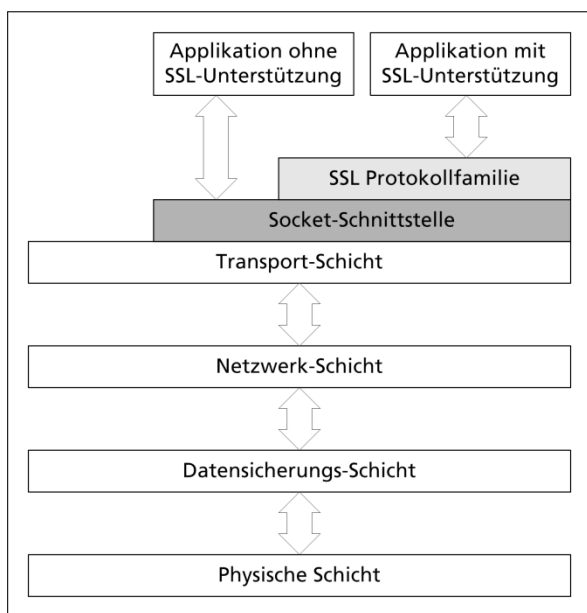 Applikation ohne
SSL-Unterstützung
Applikation mit
SSL-Unterstützung
SSL Protokollfamilie
Socket-Schnittstelle
Transport-Schicht
Netzwerk-Schicht
Datensicherungs-Schicht
Physische Schicht